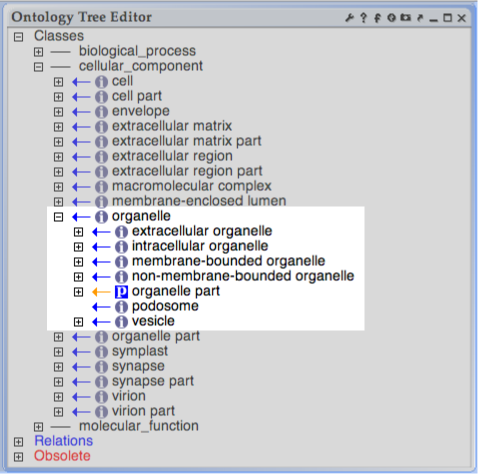 Ontology Tree Editor
Classes
biological_process
cellular_component
cell
cell part
envelope
extracellular matrix
extracellular matrix part
extracellular region
extracellular region part
macromolecular complex
membrane-enclosed lumen
organelle
extracellular organelle
intracellular organelle
membrane-bounded organelle
non-membrane-bounded organelle
P organelle part
podosome
vesicle
organelle part
symplast
synapse
synapse part
virion
virion part
molecular_function
Relations
Obsolete